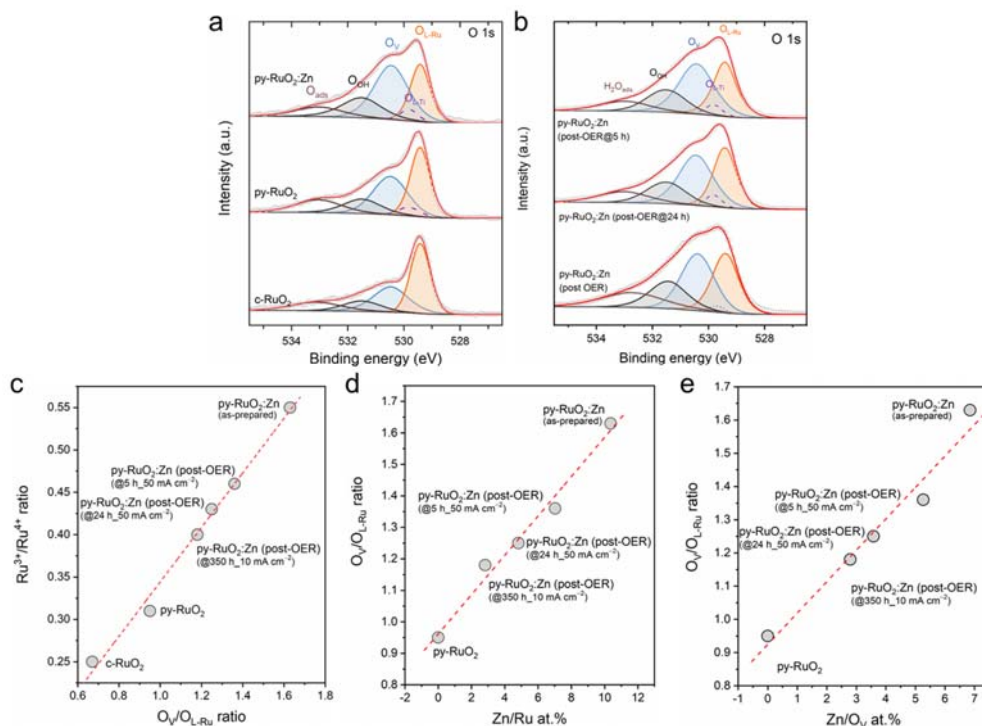 a
O 1s
O_L-Ru
O_V
py-RuO₂:Zn
O_ads
O_OH
O_L-Ti
py-RuO₂
c-RuO₂
Intensity (a.u.)
534 532 530 528
Binding energy (eV)
b
O 1s
O_L-Ru
O_V
O_OH
H₂O_ads
O_L-Ti
py-RuO₂:Zn
(post-OER@5 h)
py-RuO₂:Zn (post-OER@24 h)
py-RuO₂:Zn
(post OER)
Intensity (a.u.)
534 532 530 528
Binding energy (eV)
c
Ru³⁺/Ru⁴⁺ ratio
0.55
0.50
0.45
0.40
0.35
0.30
0.25
py-RuO₂:Zn
(as-prepared)
py-RuO₂:Zn (post-OER)
(@5 h_50 mA cm⁻²)
py-RuO₂:Zn (post-OER)
(@24 h_50 mA cm⁻²)
py-RuO₂:Zn (post-OER)
(@350 h_10 mA cm⁻²)
py-RuO₂
c-RuO₂
0.6 0.8 1.0 1.2 1.4 1.6 1.8
O_V/O_L-Ru ratio
d
O_V/O_L-Ru ratio
1.7
1.6
1.5
1.4
1.3
1.2
1.1
1.0
0.9
0.8
py-RuO₂:Zn
(as-prepared)
py-RuO₂:Zn (post-OER)
(@5 h_50 mA cm⁻²)
py-RuO₂:Zn (post-OER)
(@24 h_50 mA cm⁻²)
py-RuO₂:Zn (post-OER)
(@350 h_10 mA cm⁻²)
py-RuO₂
-2 0 2 4 6 8 10 12
Zn/Ru at.%
e
O_V/O_L-Ru ratio
1.7
1.6
1.5
1.4
1.3
1.2
1.1
1.0
0.9
0.8
py-RuO₂:Zn
(as-prepared)
py-RuO₂:Zn (post-OER)
(@5 h_50 mA cm⁻²)
py-RuO₂:Zn (post-OER)
(@24 h_50 mA cm⁻²)
py-RuO₂:Zn (post-OER)
(@350 h_10 mA cm⁻²)
py-RuO₂
-1 0 1 2 3 4 5 6 7
Zn/O_V at.%